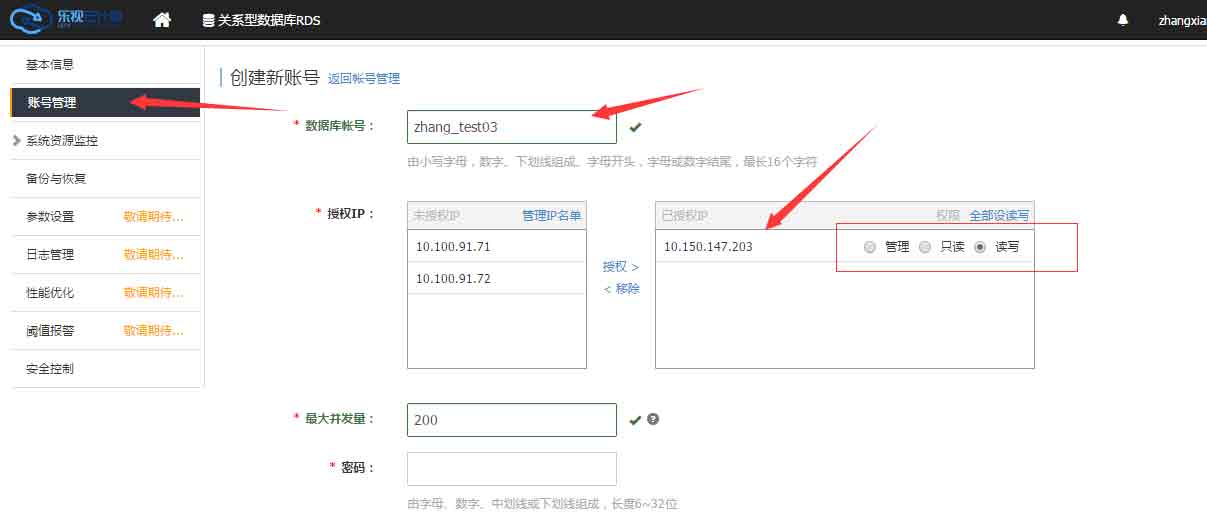 乐视云计算
关系型数据库RDS
zhangxia
基本信息
账号管理
系统资源监控
备份与恢复
参数设置 敬请期待...
日志管理 敬请期待...
性能优化 敬请期待...
阈值报警 敬请期待...
安全控制
创建新账号 返回帐号管理
* 数据库帐号：
zhang_test03
由小写字母，数字、下划线组成、字母开头，字母或数字结尾，最长16个字符
* 授权IP：
未授权IP 管理IP名单
10.100.91.71
10.100.91.72
授权 >
< 移除
已授权IP 权限 全部设读写
10.150.147.203 管理 只读 读写
* 最大并发量：
200
* 密码：
由字母、数字、中划线或下划线组成，长度6~32位